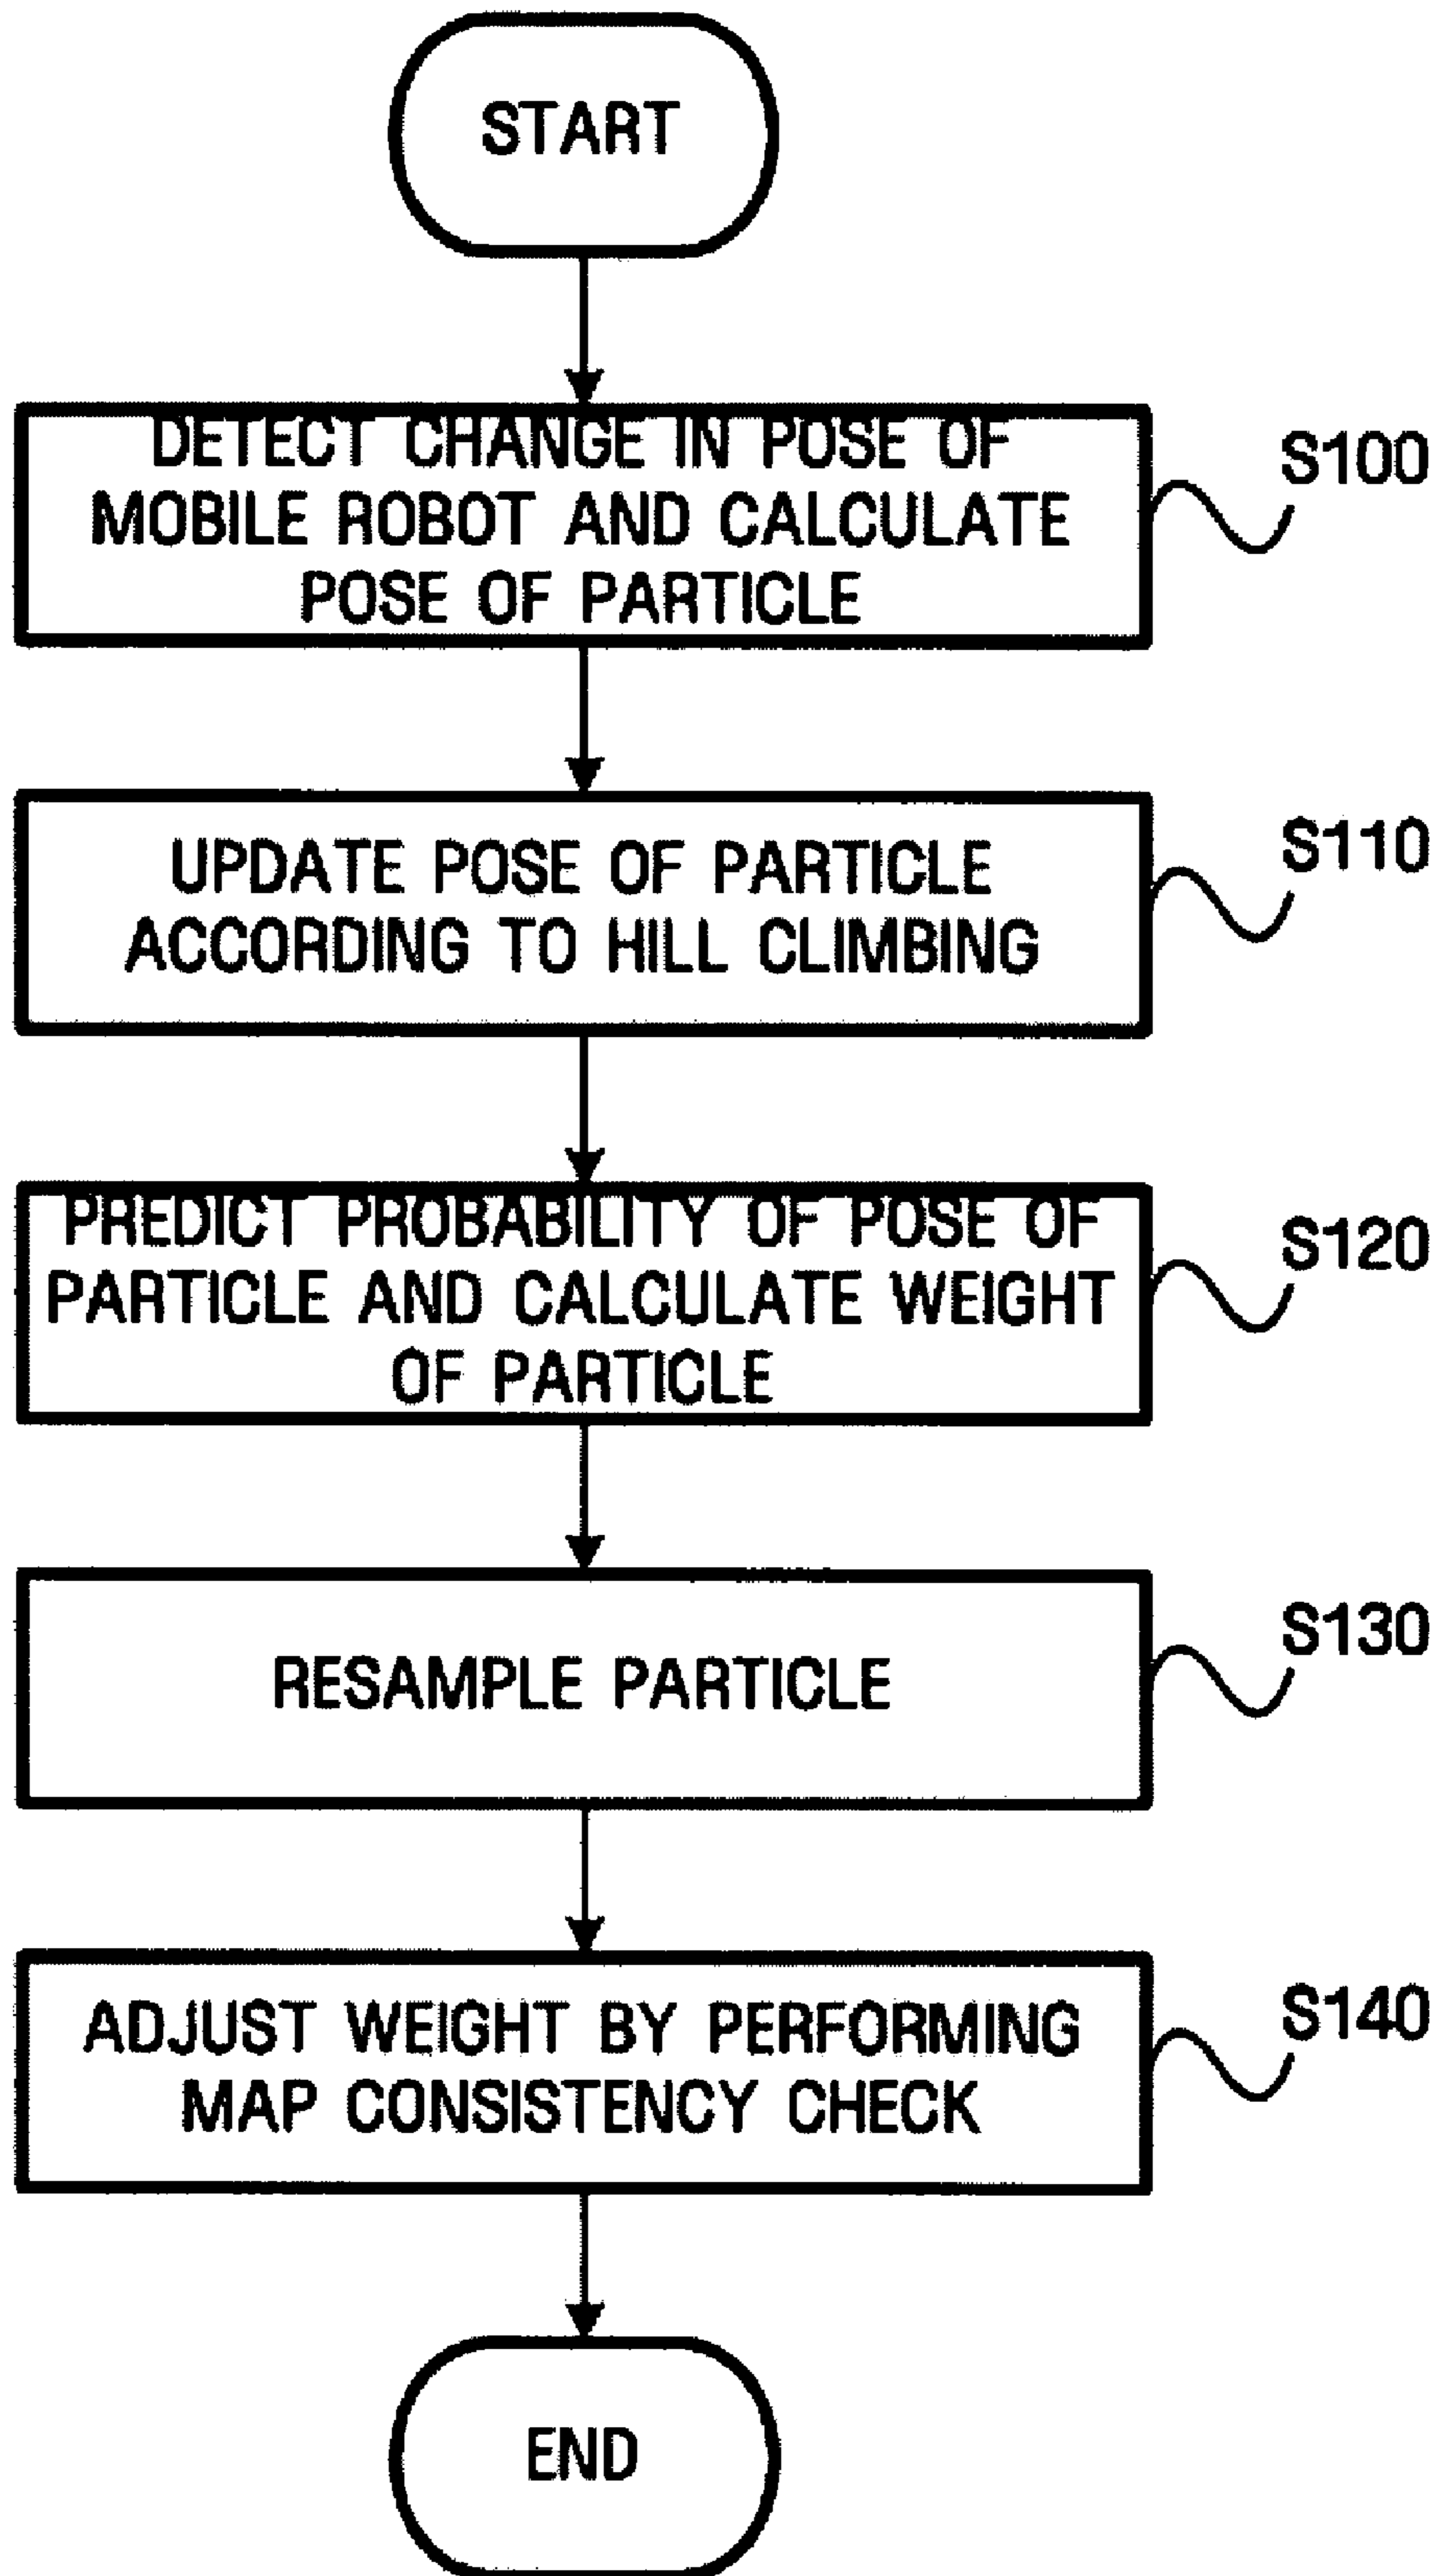 START
DETECT CHANGE IN POSE OF
MOBILE ROBOT AND CALCULATE
POSE OF PARTICLE
S100
UPDATE POSE OF PARTICLE
ACCORDING TO HILL CLIMBING
S110
PREDICT PROBABILITY OF POSE OF
PARTICLE AND CALCULATE WEIGHT
OF PARTICLE
S120
RESAMPLE PARTICLE
S130
ADJUST WEIGHT BY PERFORMING
MAP CONSISTENCY CHECK
S140
END